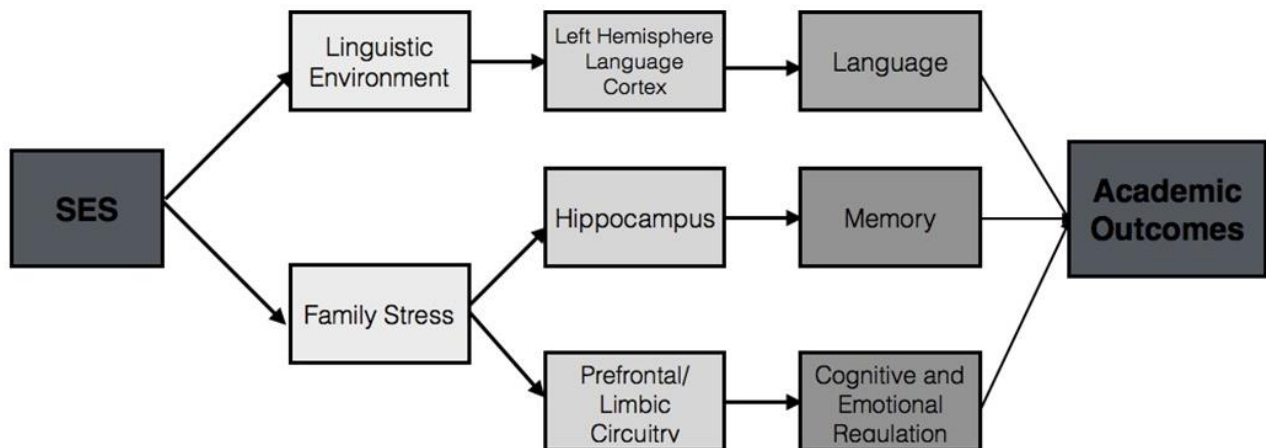 Linguistic
Environment
Left Hemisphere
Language
Cortex
Language
SES
Hippocampus
Memory
Academic
Outcomes
Family Stress
Prefrontal/
Limbic
Circuitry
Cognitive and
Emotional
Regulation